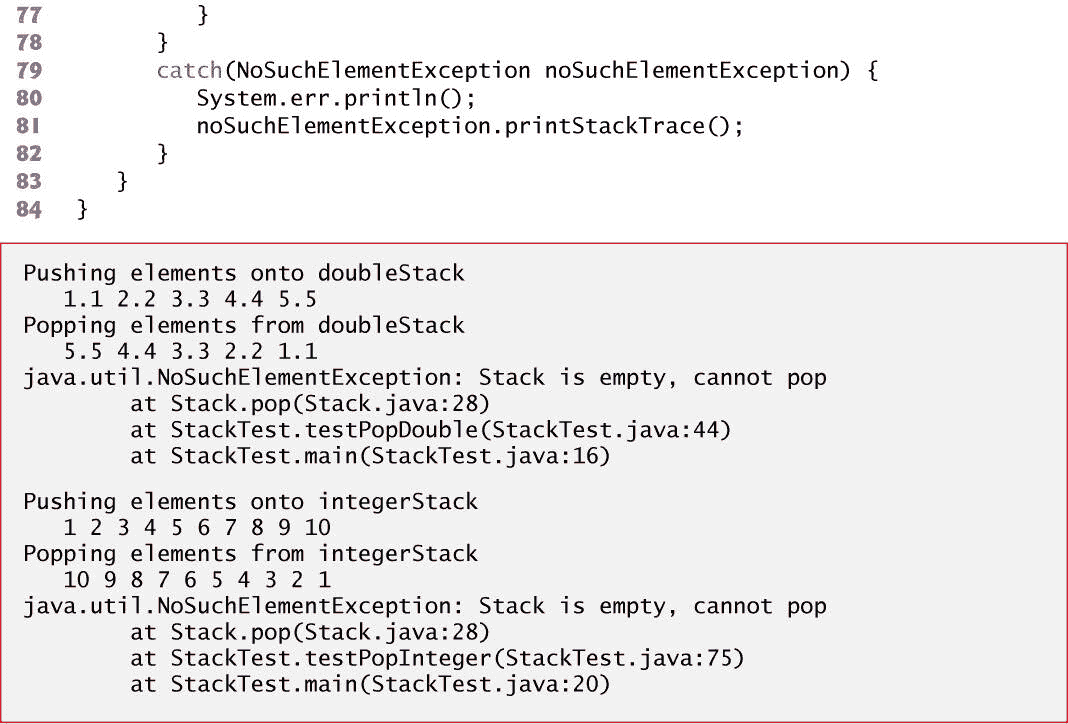 77 }
78 }
79 catch(NoSuchElementException noSuchElementException) {
80 System.err.println();
81 noSuchElementException.printStackTrace();
82 }
83 }
84 }
Pushing elements onto doubleStack
1.1 2.2 3.3 4.4 5.5
Popping elements from doubleStack
5.5 4.4 3.3 2.2 1.1
java.util.NoSuchElementException: Stack is empty, cannot pop
at Stack.pop(Stack.java:28)
at StackTest.testPopDouble(StackTest.java:44)
at StackTest.main(StackTest.java:16)
Pushing elements onto integerStack
1 2 3 4 5 6 7 8 9 10
Popping elements from integerStack
10 9 8 7 6 5 4 3 2 1
java.util.NoSuchElementException: Stack is empty, cannot pop
at Stack.pop(Stack.java:28)
at StackTest.testPopInteger(StackTest.java:75)
at StackTest.main(StackTest.java:20)